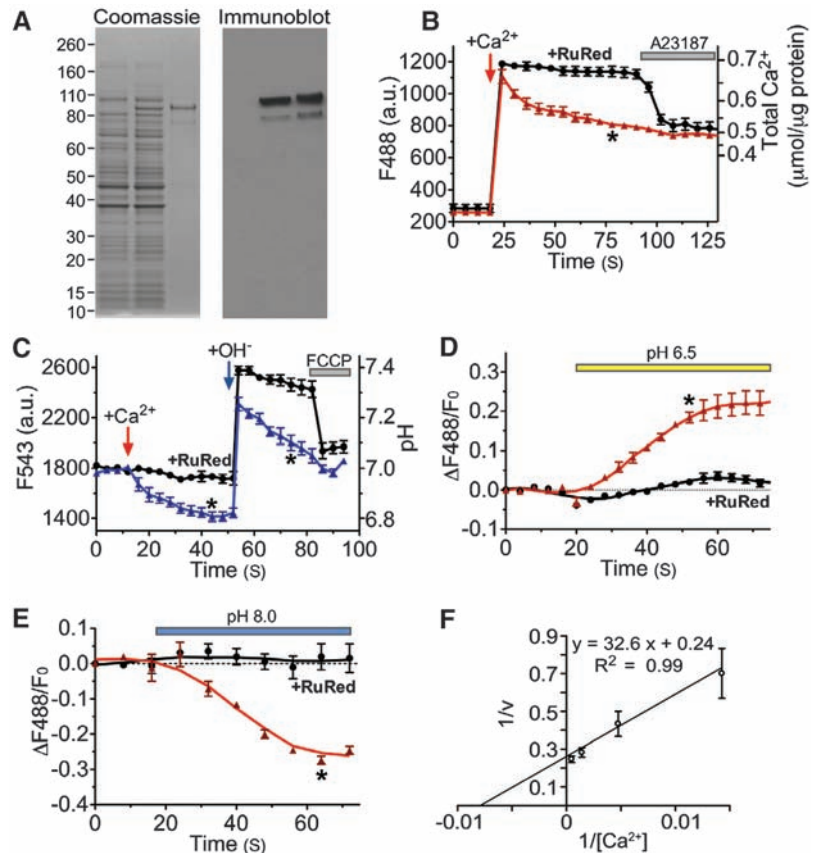 A
Coomassie Immunoblot
260
160
110
80
60
50
40
30
20
15
10
B
+Ca²⁺
+RuRed
A23187
F488 (a.u.)
1200
1000
800
600
400
200
0 25 50 75 100 125
Time (S)
0.7
0.6
0.5
0.4
Total Ca²⁺
(μmol/μg protein)
*
C
+Ca²⁺
+OH⁻
FCCP
+RuRed
F543 (a.u.)
2600
2200
1800
1400
0 20 40 60 80 100
Time (S)
7.4
7.2
7.0
6.8
pH
*
*
D
pH 6.5
ΔF488/F₀
0.3
0.2
0.1
0.0
-0.1
0 20 40 60
Time (S)
+RuRed
*
E
pH 8.0
ΔF488/F₀
0.1
0.0
-0.1
-0.2
-0.3
-0.4
0 20 40 60
Time (S)
+RuRed
*
F
y = 32.6 x + 0.24
R² = 0.99
1/v
0.9
0.7
0.5
0.3
0.1
-0.01 0 0.01
1/[Ca²⁺]